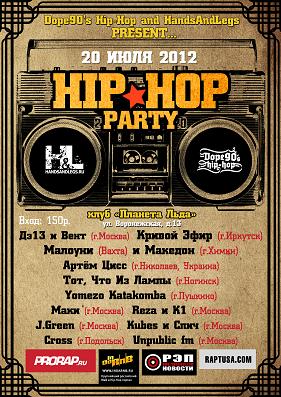 Dope90's Hip-Hop and HandsAndLegs
PRESENT...
20 ИЮЛЯ 2012
HIP★HOP
PARTY
HL
HANDSANDLEGS.RU
Dope90's
hip-hop
Вход: 150р.
клуб «Планета Льда»
ул. Воронежская, д.13
Дэ13 и Вент (г.Москва) Кривой Эфир (г.Иркутск)
Малоуни (Вахта) и Македон (г.Химки)
Артём Цисс (г.Николаев, Украина)
Тот, Что Из Лампы (г.Ногинск)
Yomezo Katakomba (г.Пушкино)
Маки (г.Москва) Reza и К1 (г.Москва)
J.Green (г.Москва) Kubes и Спич (г.Москва)
Cross (г.Подольск) Unpublic fm (г.Москва)
PRORAP.RU
РЭП
НОВОСТИ
RAPTUSA.COM